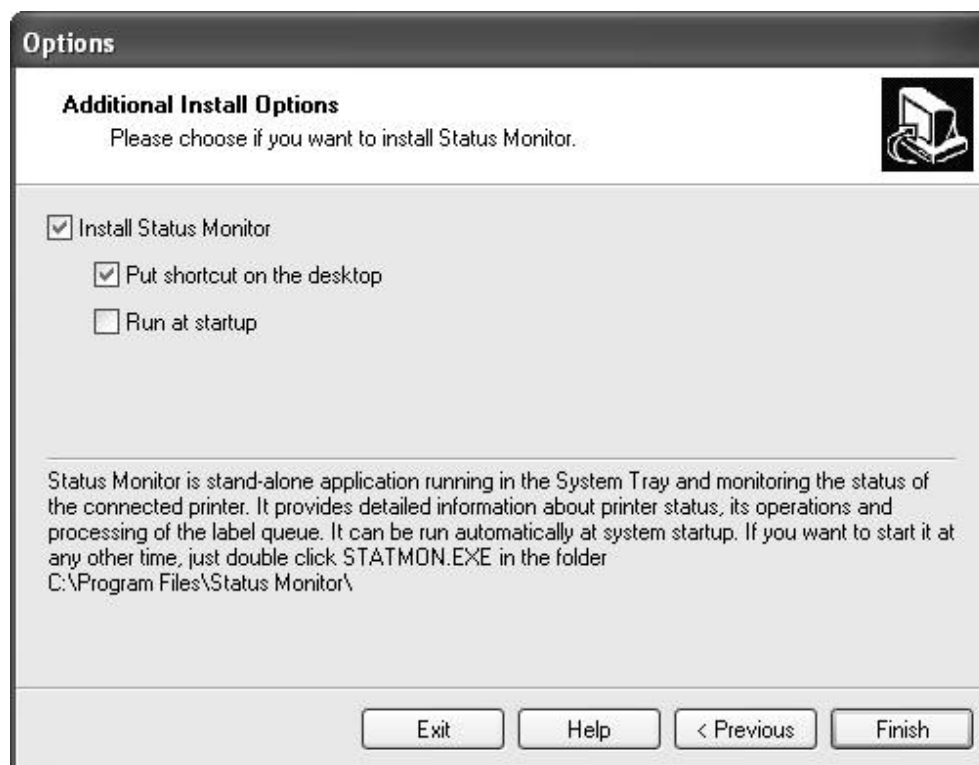 Options
Additional Install Options
Please choose if you want to install Status Monitor.
Install Status Monitor
Put shortcut on the desktop
Run at startup
Status Monitor is stand-alone application running in the System Tray and monitoring the status of
the connected printer. It provides detailed information about printer status, its operations and
processing of the label queue. It can be run automatically at system startup. If you want to start it at
any other time, just double click STATMON.EXE in the folder
C:\Program Files\Status Monitor\
Exit Help < Previous Finish